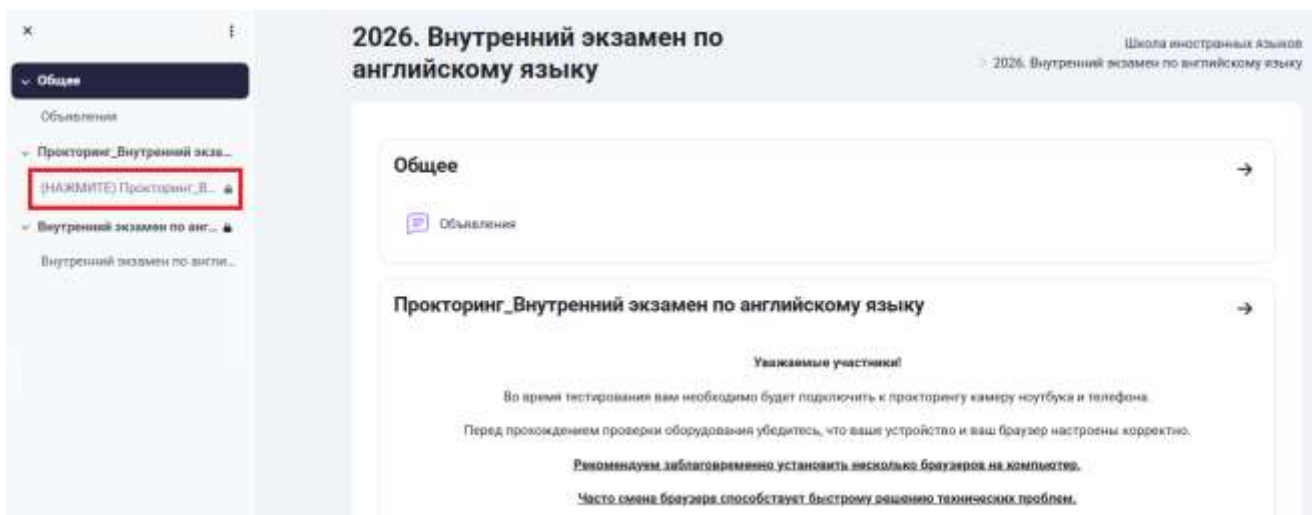 Общее
Объявления
Прокторинг_Внутренний экза...
(НАЖМИТЕ) Прокторинг_В...
Внутренний экзамен по анг...
Внутренний экзамен по англи...
2026. Внутренний экзамен по
английскому языку
Школа иностранных языков
2026. Внутренний экзамен по английскому языку
Общее
Объявления
Прокторинг_Внутренний экзамен по английскому языку
Уважаемые участники!
Во время тестирования вам необходимо будет подключить к прокторингу камеру ноутбука и телефона.
Перед прохождением проверки оборудования убедитесь, что ваше устройство и ваш браузер настроены корректно.
Рекомендуем заблаговременно установить несколько браузеров на компьютер.
Часто смена браузера способствует быстрому решению технических проблем.